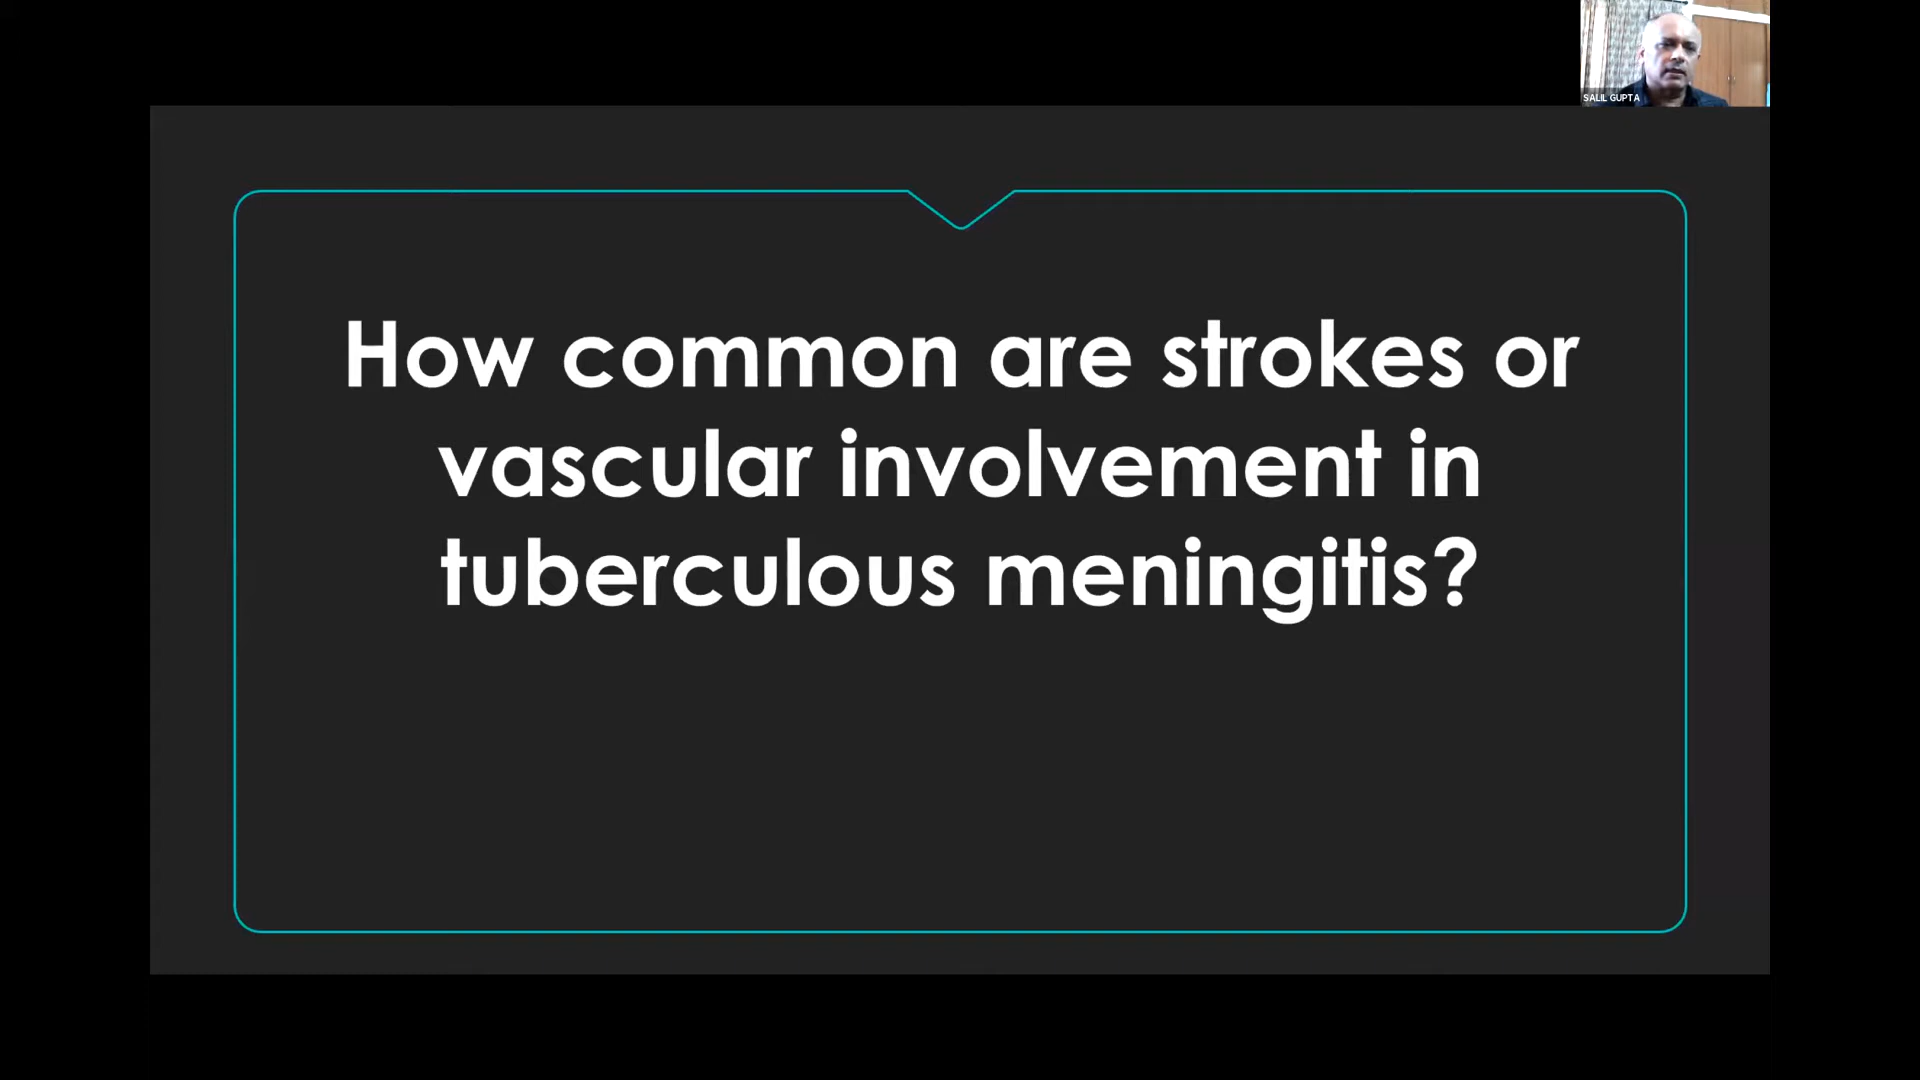 SALIL GUPTA
How common are strokes or
vascular involvement in
tuberculous meningitis?